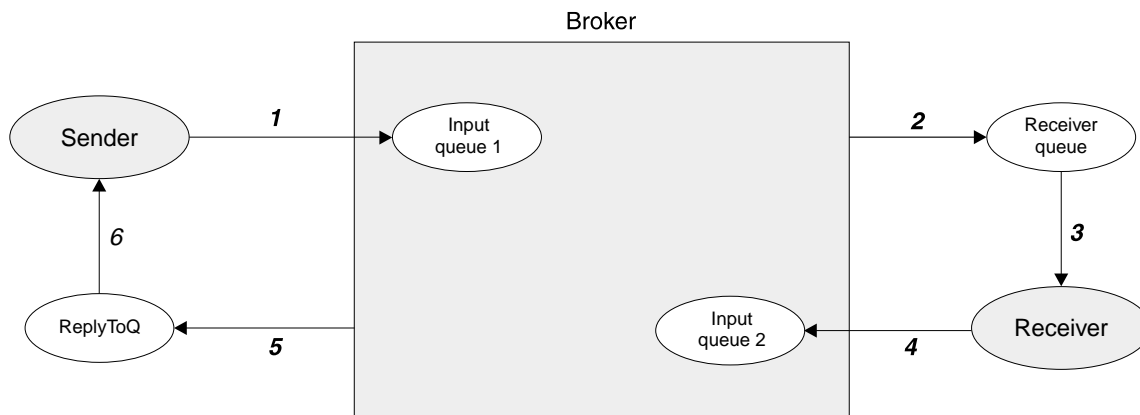 Broker
Sender
1
Input
queue 1
2
Receiver
queue
6
3
ReplyToQ
5
Input
queue 2
4
Receiver